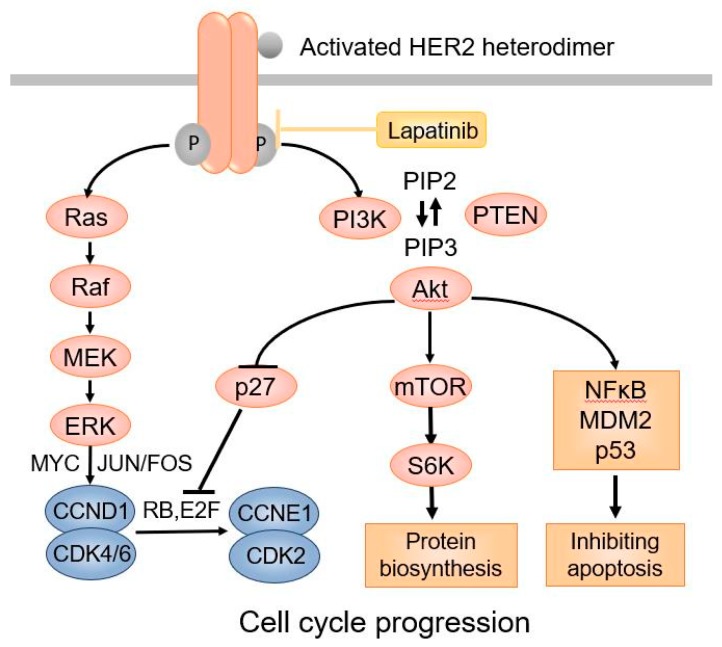 Activated HER2 heterodimer
P
P
Lapatinib
PIP2
Ras
PI3K
PTEN
PIP3
Raf
Akt
MEK
p27
mTOR
NFκB
MDM2
p53
ERK
MYC
JUN/FOS
S6K
CCND1
RB,E2F
CCNE1
CDK4/6
CDK2
Protein
biosynthesis
Inhibiting
apoptosis
Cell cycle progression